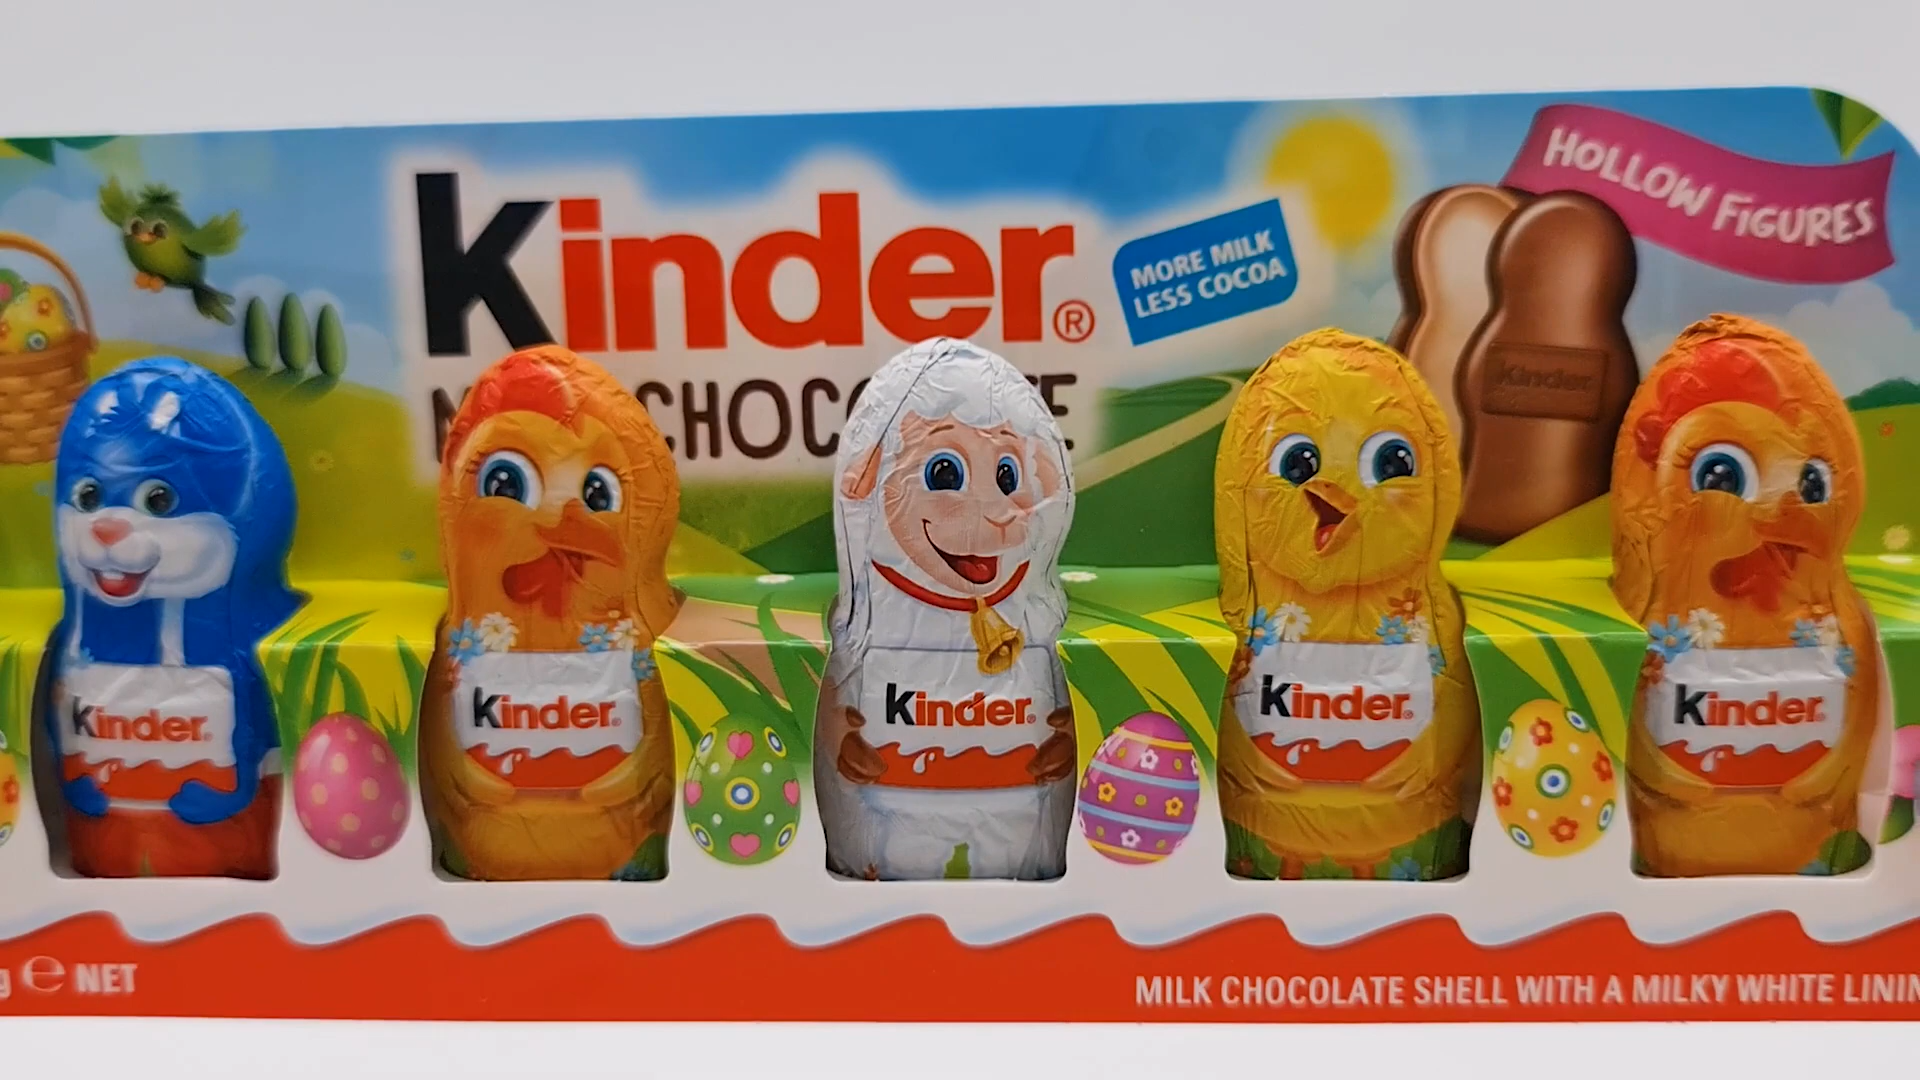 Kinder®
CHOC
HOLLOW FiGURES
MORE MILK
LESS COCOA
Kinder
Kinder
Kinder
Kinder
Kinder
Kinder
g e NET
MILK CHOCOLATE SHELL WITH A MILKY WHITE LININ